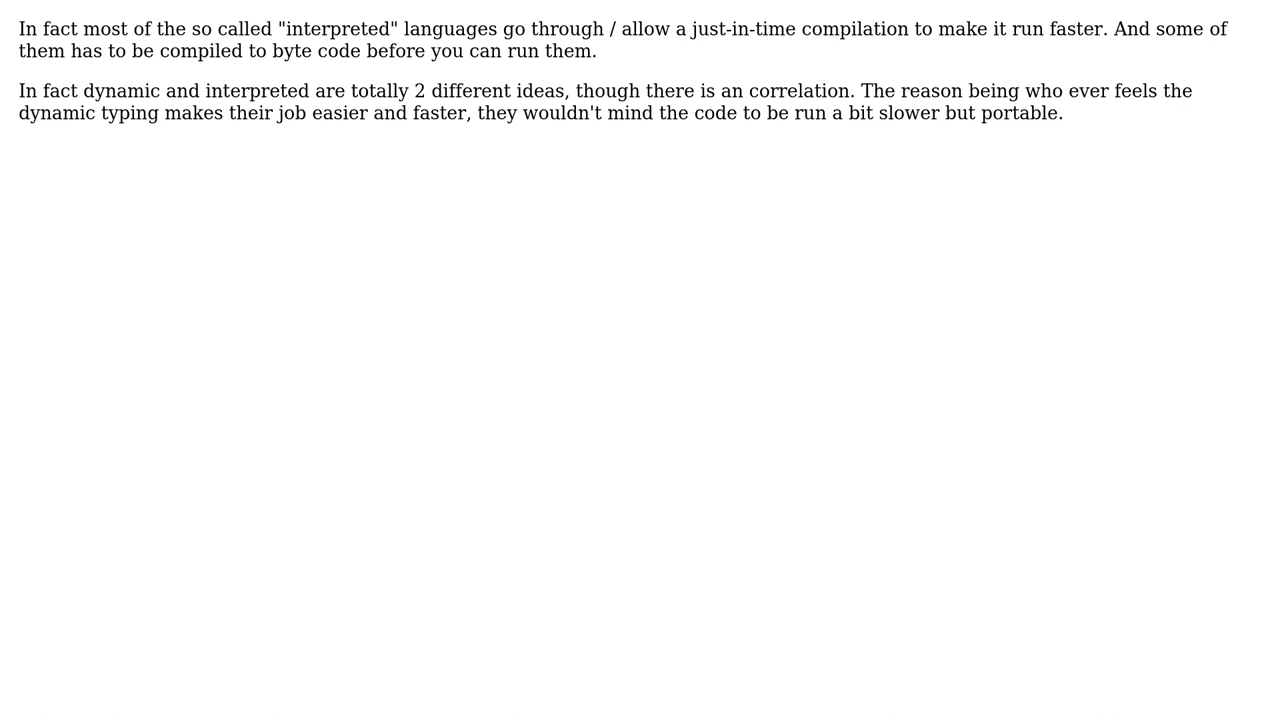 In fact most of the so called "interpreted" languages go through / allow a just-in-time compilation to make it run faster. And some of
them has to be compiled to byte code before you can run them.
In fact dynamic and interpreted are totally 2 different ideas, though there is an correlation. The reason being who ever feels the
dynamic typing makes their job easier and faster, they wouldn't mind the code to be run a bit slower but portable.